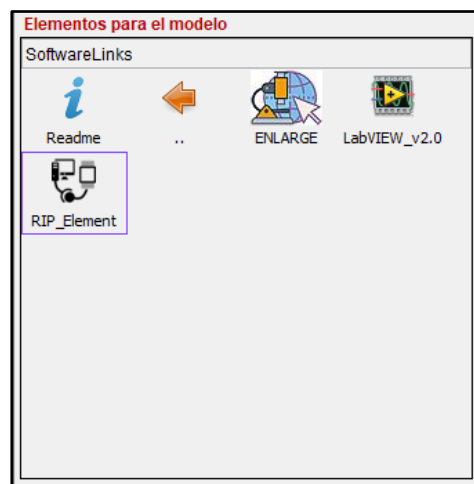 Elementos para el modelo
SoftwareLinks
Readme .. ENLARGE LabVIEW_v2.0
RIP_Element